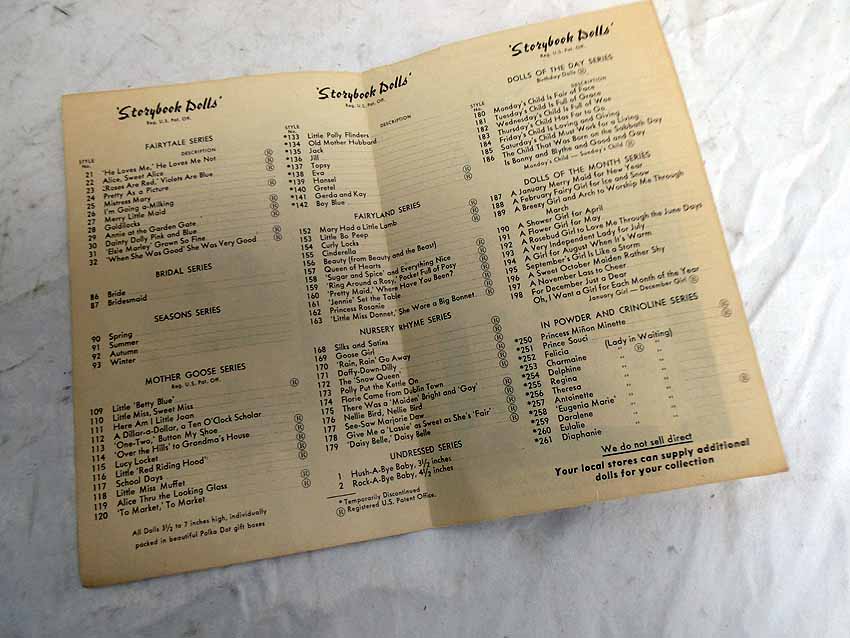 'Storybook Dolls'
Reg. U.S. Pat. Off.
FAIRYTALE SERIES
STYLE No. DESCRIPTION
21 'He Loves Me,' He Loves Me Not ®
22 Alice, Sweet Alice
23 'Roses Are Red,' Violets Are Blue ®
24 Pretty As a Picture
25 Mistress Mary
26 I'm Going a-Milking
27 Merry Little Maid
28 Goldilocks
29 Annie at the Garden Gate
30 Dainty Dolly Pink and Blue
31 'Elsie Marley' Grown So Fine ®
32 'When She Was Good' She Was Very Good ®
BRIDAL SERIES
86 Bride
87 Bridesmaid
SEASONS SERIES
90 Spring
91 Summer
92 Autumn
93 Winter
MOTHER GOOSE SERIES
Reg. U.S. Pat. Off.
109 Little 'Betty Blue' ®
110 Little Miss, Sweet Miss
111 Here Am I Little Joan
112 A Dillar-a-Dollar, a Ten O'Clock Scholar
113 'One-Two,' Button My Shoe ®
114 'Over the Hills' to Grandma's House ®
115 Lucy Locket ®
116 Little 'Red Riding Hood' ®
117 School Days ®
118 Little Miss Muffet
119 Alice Thru the Looking Glass
120 'To Market,' To Market ®
All Dolls 3½ to 7 inches high, individually
packed in beautiful Polka Dot gift boxes
'Storybook Dolls'
Reg. U.S. Pat. Off.
STYLE No. DESCRIPTION
*133 Little Polly Flinders
*134 Old Mother Hubbard
*135 Jack
*136 Jill
*137 Topsy
*138 Eva
*139 Hansel
*140 Gretel
*141 Gerda and Kay
*142 Boy Blue
FAIRYLAND SERIES
152 Mary Had a Little Lamb
153 Little Bo Peep
154 Curly Locks
155 Cinderella
156 Beauty (from Beauty and the Beast)
157 Queen of Hearts
158 'Sugar and Spice' and Everything Nice
159 'Ring Around a Rosy,' Pocket Full of Posy
160 'Pretty Maid,' Where Have You Been?
161 'Jennie' Set the Table
162 Princess Rosanie
163 'Little Miss Donnet,' She Wore a Big Bonnet
NURSERY RHYME SERIES
168 Silks and Satins
169 Goose Girl
170 'Rain, Rain' Go Away
171 Daffy-Down-Dilly
172 The 'Snow Queen'
173 Polly Put the Kettle On
174 Florie Came from Dublin Town
175 There Was a 'Maiden' Bright and 'Gay'
176 Nellie Bird, Nellie Bird
177 See-Saw Marjorie Daw
178 Give Me a 'Lassie' as Sweet as She's 'Fair'
179 'Daisy Belle,' Daisy Belle
UNDRESSED SERIES
1 Hush-A-Bye Baby, 3½ inches
2 Rock-A-Bye Baby, 4½ inches
* Temporarily Discontinued
® Registered U.S. Patent Office.
'Storybook Dolls'
Reg. U.S. Pat. Off.
DOLLS OF THE DAY SERIES
Birthday Dolls ®
STYLE No. DESCRIPTION
180 Monday's Child Is Fair of Face
181 Tuesday's Child Is Full of Grace
182 Wednesday's Child Is Full of Woe
183 Thursday's Child Has Far to Go
184 Friday's Child Is Loving and Giving
185 Saturday's Child Must Work for a Living
186 The Child That Was Born on the Sabbath Day
Is Bonny and Blythe and Good and Gay
Monday's Child — Sunday's Child ®
DOLLS OF THE MONTH SERIES
187 A January Merry Maid for New Year
188 A February Fairy Girl for Ice and Snow
189 A Breezy Girl and Arch to Worship Me Through
March
190 A Shower Girl for April
191 A Flower Girl for May
192 A Rosebud Girl to Love Me Through the June Days
193 A Very Independent Lady for July
194 A Girl for August When It's Warm
195 September's Girl Is Like a Storm
196 A Sweet October Maiden Rather Shy
197 A November Lass to Cheer
198 For December Just a Dear
Oh, I Want a Girl for Each Month of the Year
January Girl — December Girl ®
IN POWDER AND CRINOLINE SERIES
*250 Princess Miñon Minette
*251 Prince Souci
*252 Felicia (Lady in Waiting)
*253 Charmaine " ® "
*254 Delphine " "
*255 Regina " "
*256 Theresa " "
*257 Antoinette " "
*258 'Eugenia Marie' " "
*259 Daralene " "
*260 Eulalie " "
*261 Diaphanie " "
We do not sell direct
Your local stores can supply additional
dolls for your collection